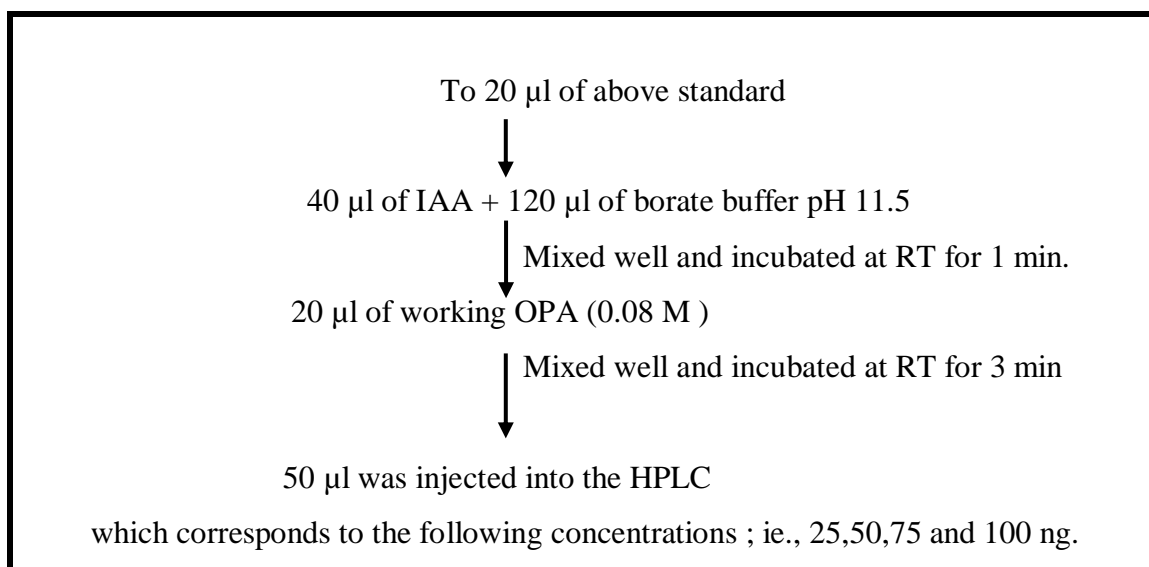 To 20 µl of above standard
40 µl of IAA + 120 µl of borate buffer pH 11.5
Mixed well and incubated at RT for 1 min.
20 µl of working OPA (0.08 M )
Mixed well and incubated at RT for 3 min
50 µl was injected into the HPLC
which corresponds to the following concentrations ; ie., 25,50,75 and 100 ng.